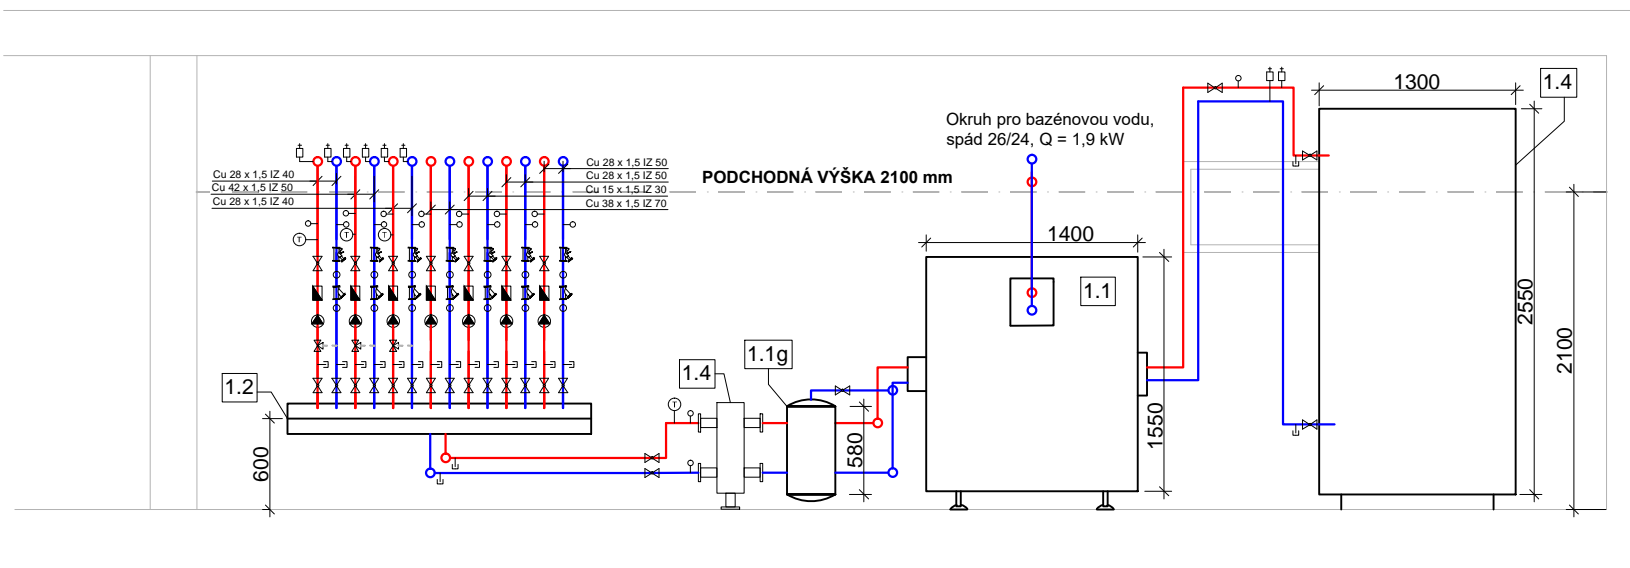 1300
1.4
Okruh pro bazénovou vodu,
spád 26/24, Q = 1,9 kW
Cu 28 x 1,5 IZ 40
Cu 42 x 1,5 IZ 50
Cu 28 x 1,5 IZ 40
Cu 28 x 1,5 IZ 50
Cu 28 x 1,5 IZ 50
Cu 15 x 1,5 IZ 30
Cu 38 x 1,5 IZ 70
PODCHODNÁ VÝŠKA 2100 mm
T
T
T
1400
1.1
2550
2100
1.1g
1.4
1.2
T
580
1550
600